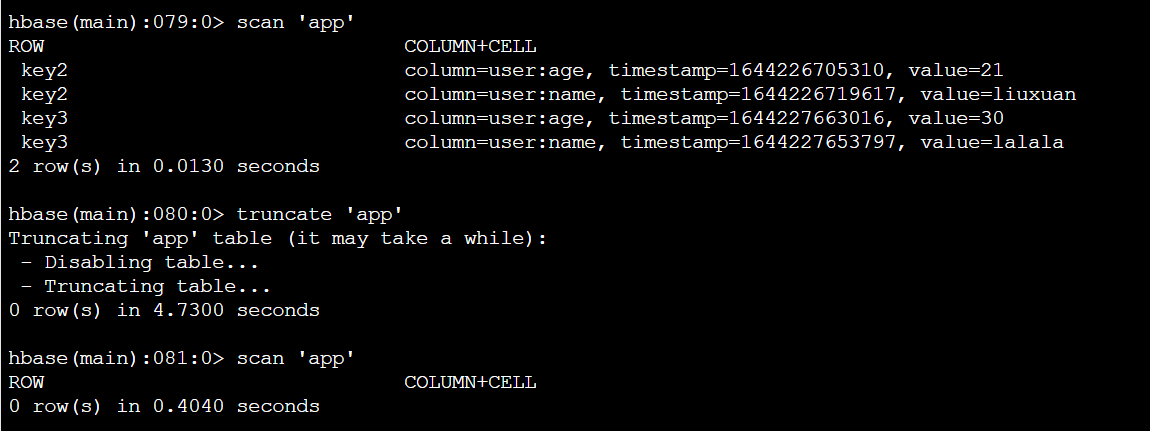 hbase(main):079:0> scan 'app'
ROW COLUMN+CELL
key2 column=user:age, timestamp=1644226705310, value=21
key2 column=user:name, timestamp=1644226719617, value=liuxuan
key3 column=user:age, timestamp=1644227663016, value=30
key3 column=user:name, timestamp=1644227653797, value=lalala
2 row(s) in 0.0130 seconds
hbase(main):080:0> truncate 'app'
Truncating 'app' table (it may take a while):
- Disabling table...
- Truncating table...
0 row(s) in 4.7300 seconds
hbase(main):081:0> scan 'app'
ROW COLUMN+CELL
0 row(s) in 0.4040 seconds